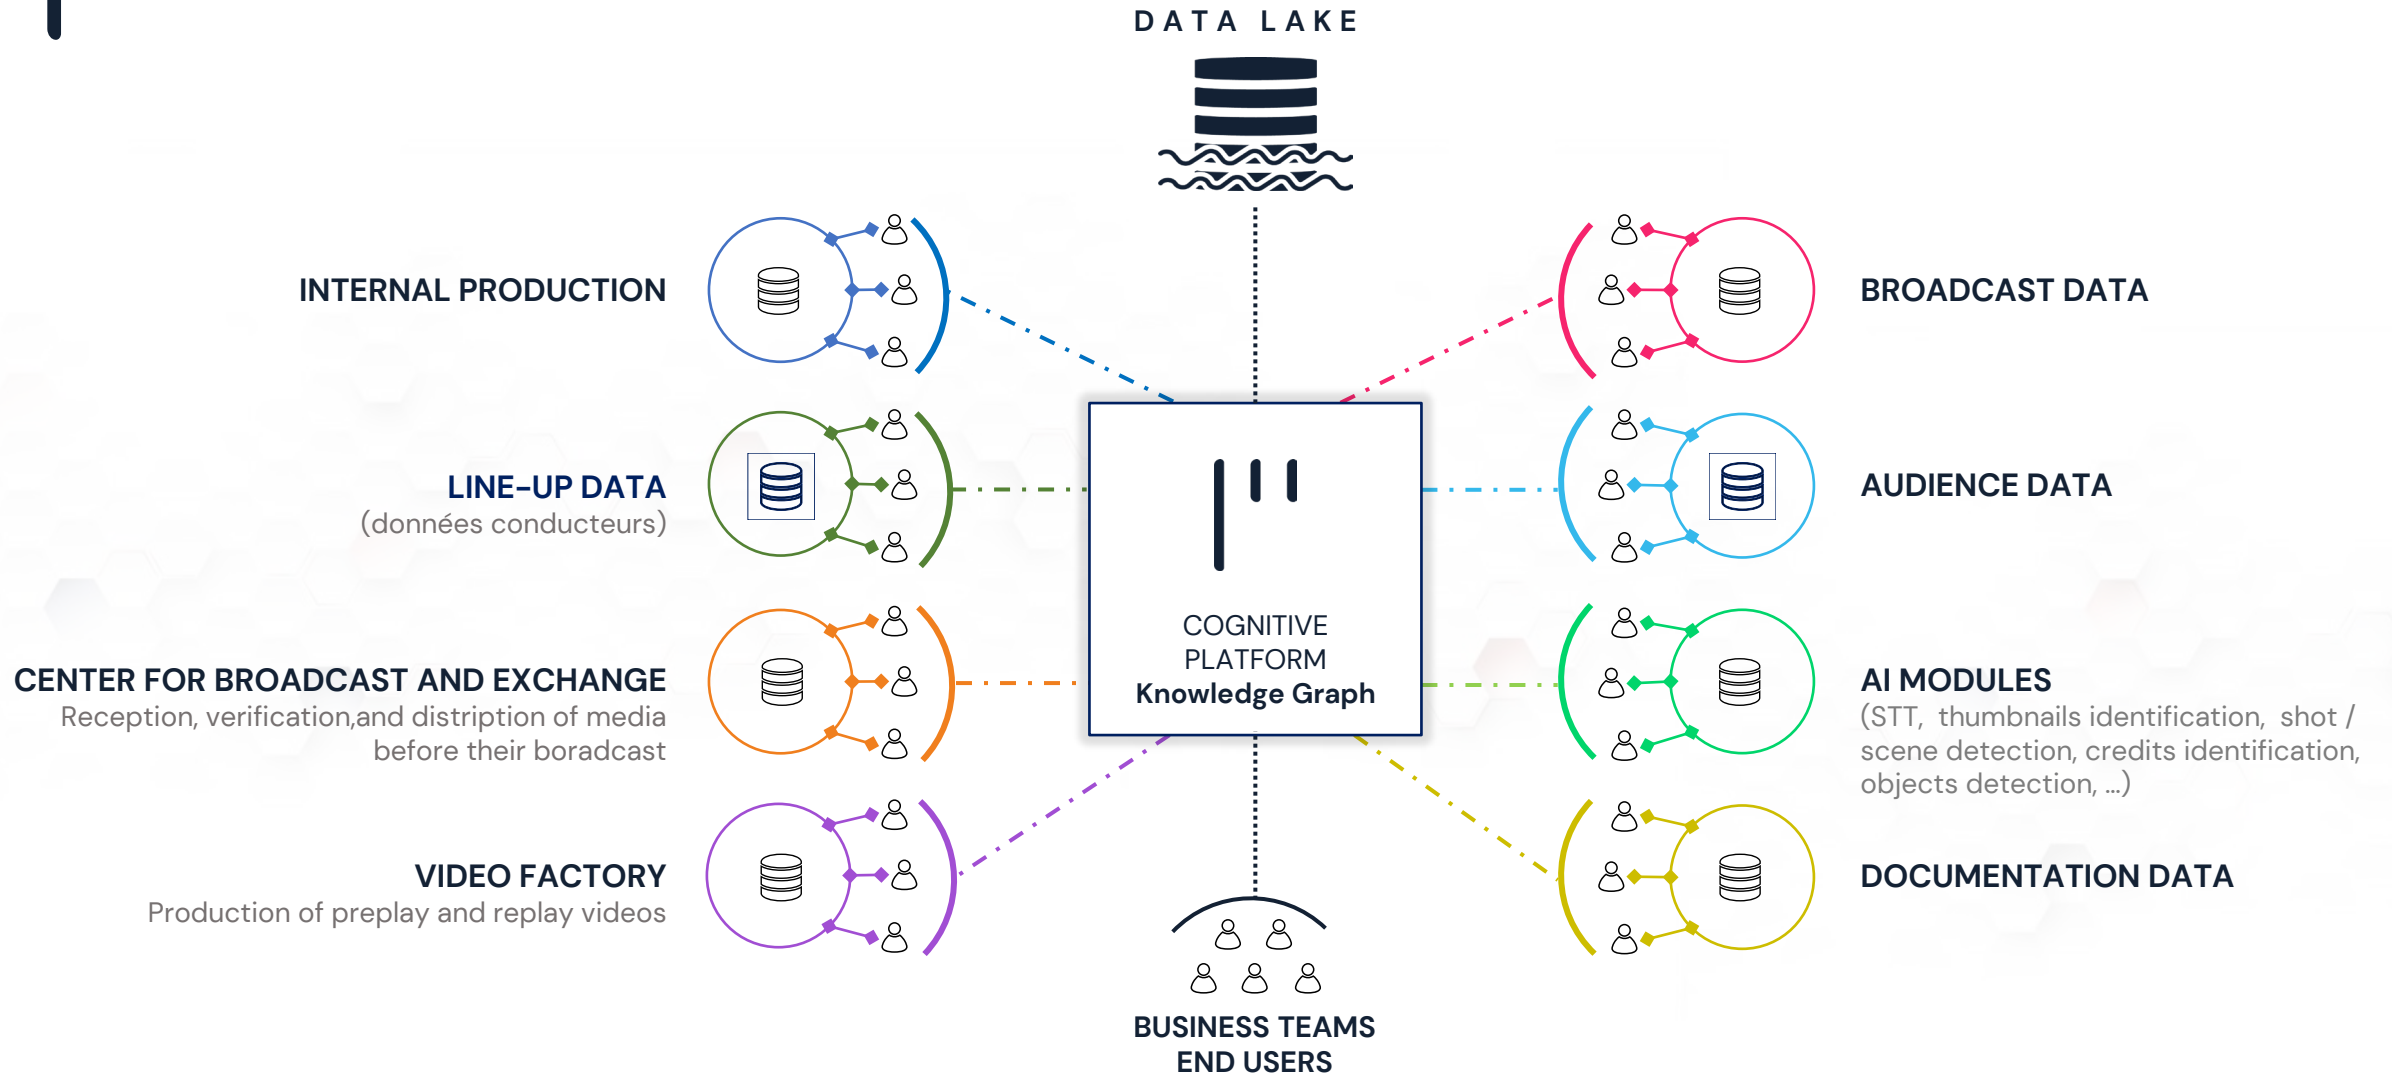 DATA LAKE
INTERNAL PRODUCTION
LINE-UP DATA
(données conducteurs)
CENTER FOR BROADCAST AND EXCHANGE
Reception, verification,and distription of media
before their boradcast
VIDEO FACTORY
Production of preplay and replay videos
COGNITIVE
PLATFORM
Knowledge Graph
BUSINESS TEAMS
END USERS
BROADCAST DATA
AUDIENCE DATA
AI MODULES
(STT, thumbnails identification, shot /
scene detection, credits identification,
objects detection, ...)
DOCUMENTATION DATA